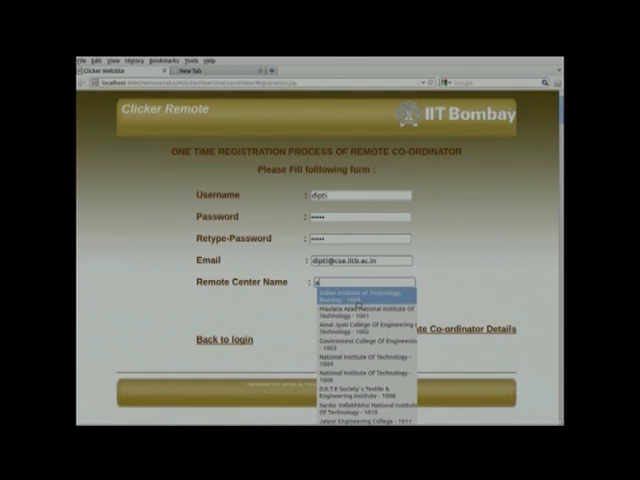 File Edit View History Bookmarks Tools Help
Clicker Webbite
New Tab
Google
Clicker Remote
IIT Bombay
ONE TIME REGISTRATION PROCESS OF REMOTE CO-ORDINATOR
Please Fill folllowing form :
Username : dipti
Password : •••••
Retype-Password : •••••
Email : dipti@cse.iitb.ac.in
Remote Center Name :
Indian Institute of Technology,
Bombay -
Maulana Azad National Institute Of
Technology - 1001
Jyoti College Of Engineering
Technology - 1002
Government College Of Engineering
- 1003
National Institute Of Technology -
1004
National Institute Of Technology -
1006
D.K.T.E Society's Textile &
Engineering Institute - 1008
Sardar Vallabhbhai National Institute
Of Technology - 1010
Jaipur Engineering College - 1011
te Co-ordinator Details
Back to login